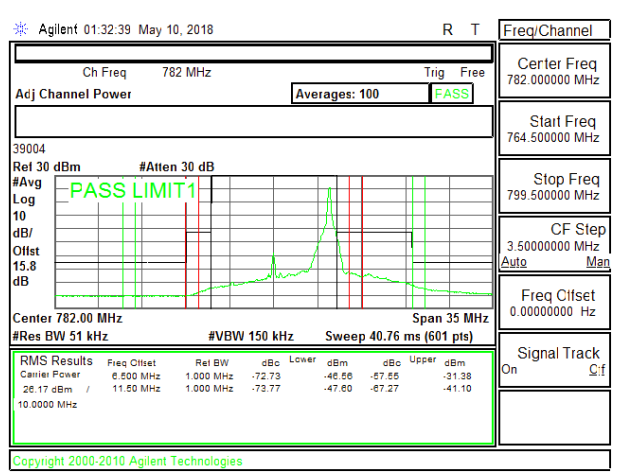 Agilent 01:32:39 May 10, 2018 R T
Freq/Channel
Ch Freq 782 MHz Trig Free
Adj Channel Power Averages: 100 PASS
39004
Ref 30 dBm #Atten 30 dB
#Avg
Log
10
dB/
Offst
15.8
dB
PASS LIMIT1
Center 782.00 MHz Span 35 MHz
#Res BW 51 kHz #VBW 150 kHz Sweep 40.76 ms (601 pts)
RMS Results Freq Offset Ref BW dBc Lower dBm dBc Upper dBm
Carrier Power 6.500 MHz 1.000 MHz -72.73 -46.56 -57.55 -31.38
26.17 dBm / 11.50 MHz 1.000 MHz -73.77 -47.60 -67.27 -41.10
10.0000 MHz
Copyright 2000-2010 Agilent Technologies
Center Freq
782.000000 MHz
Start Freq
764.500000 MHz
Stop Freq
799.500000 MHz
CF Step
3.50000000 MHz
Auto Man
Freq Offset
0.00000000 Hz
Signal Track
On Off